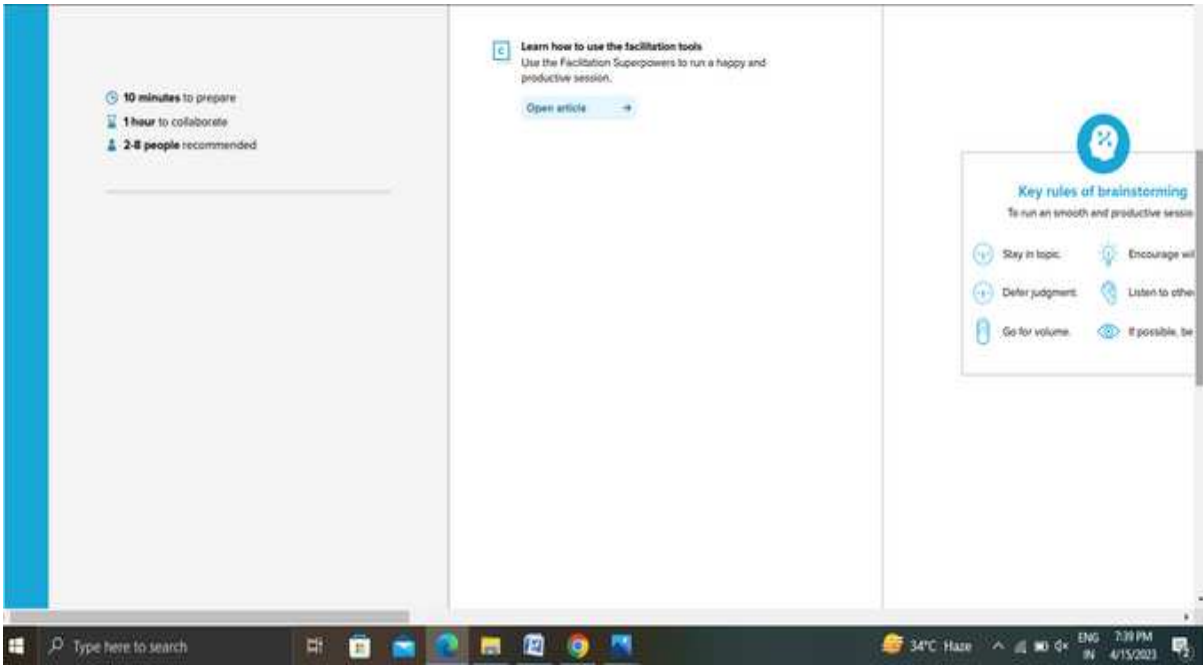 10 minutes to prepare
1 hour to collaborate
2-8 people recommended
C
Learn how to use the facilitation tools
Use the Facilitation Superpowers to run a happy and
productive session.
Open article →
Key rules of brainstorming
To run an smooth and productive sessio
Stay in topic.
Encourage wil
Defer judgment.
Listen to othe
Go for volume.
If possible, be
Type here to search
34°C Haze
ENG
IN
7:39 PM
4/15/2023